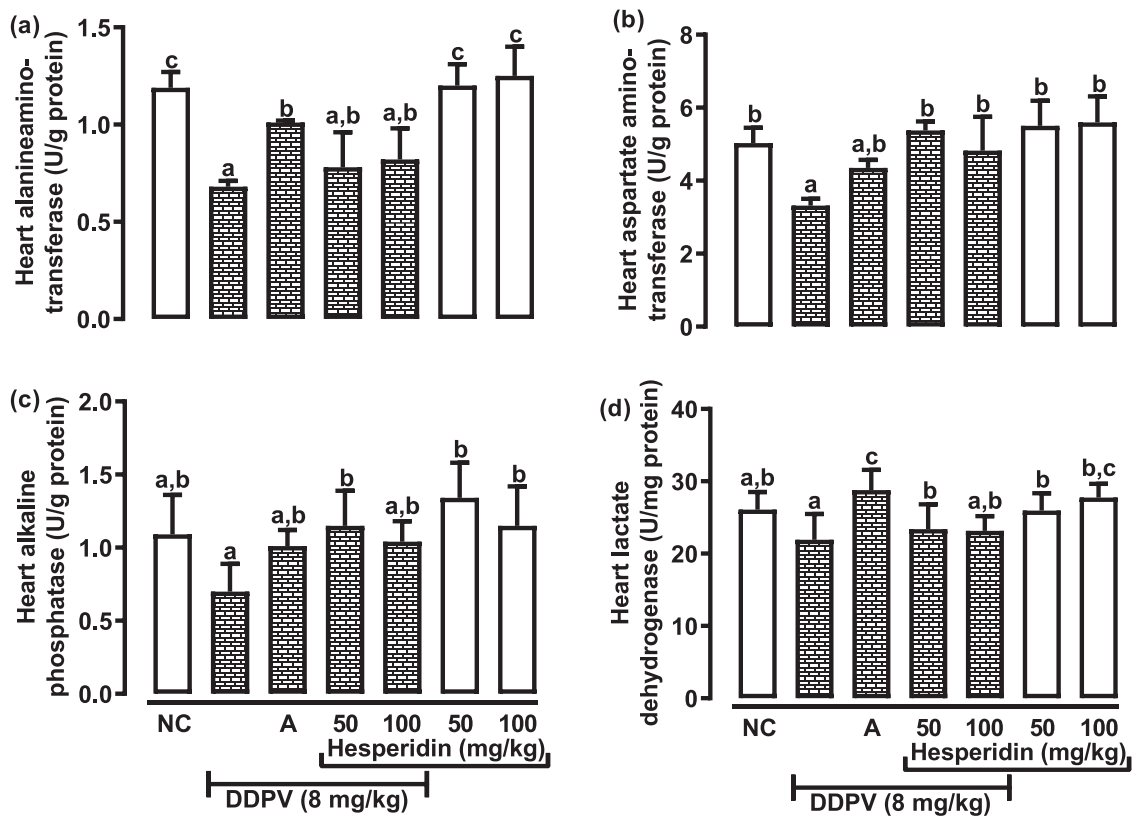 (a)
Heart alanineamino-
transferase (U/g protein)
1.5
1.0
0.5
0.0
c
a
b
a,b
a,b
c
c
(b)
Heart aspartate amino-
transferase (U/g protein)
8
6
4
2
0
b
a
a,b
b
b
b
b
(c)
Heart alkaline
phosphatase (U/g protein)
2.0
1.5
1.0
0.5
0.0
a,b
a
a,b
b
a,b
b
b
NC A 50 100 50 100
Hesperidin (mg/kg)
DDPV (8 mg/kg)
(d)
Heart lactate
dehydrogenase (U/mg protein)
40
30
20
10
0
a,b
a
c
b
a,b
b
b,c
NC A 50 100 50 100
Hesperidin (mg/kg)
DDPV (8 mg/kg)